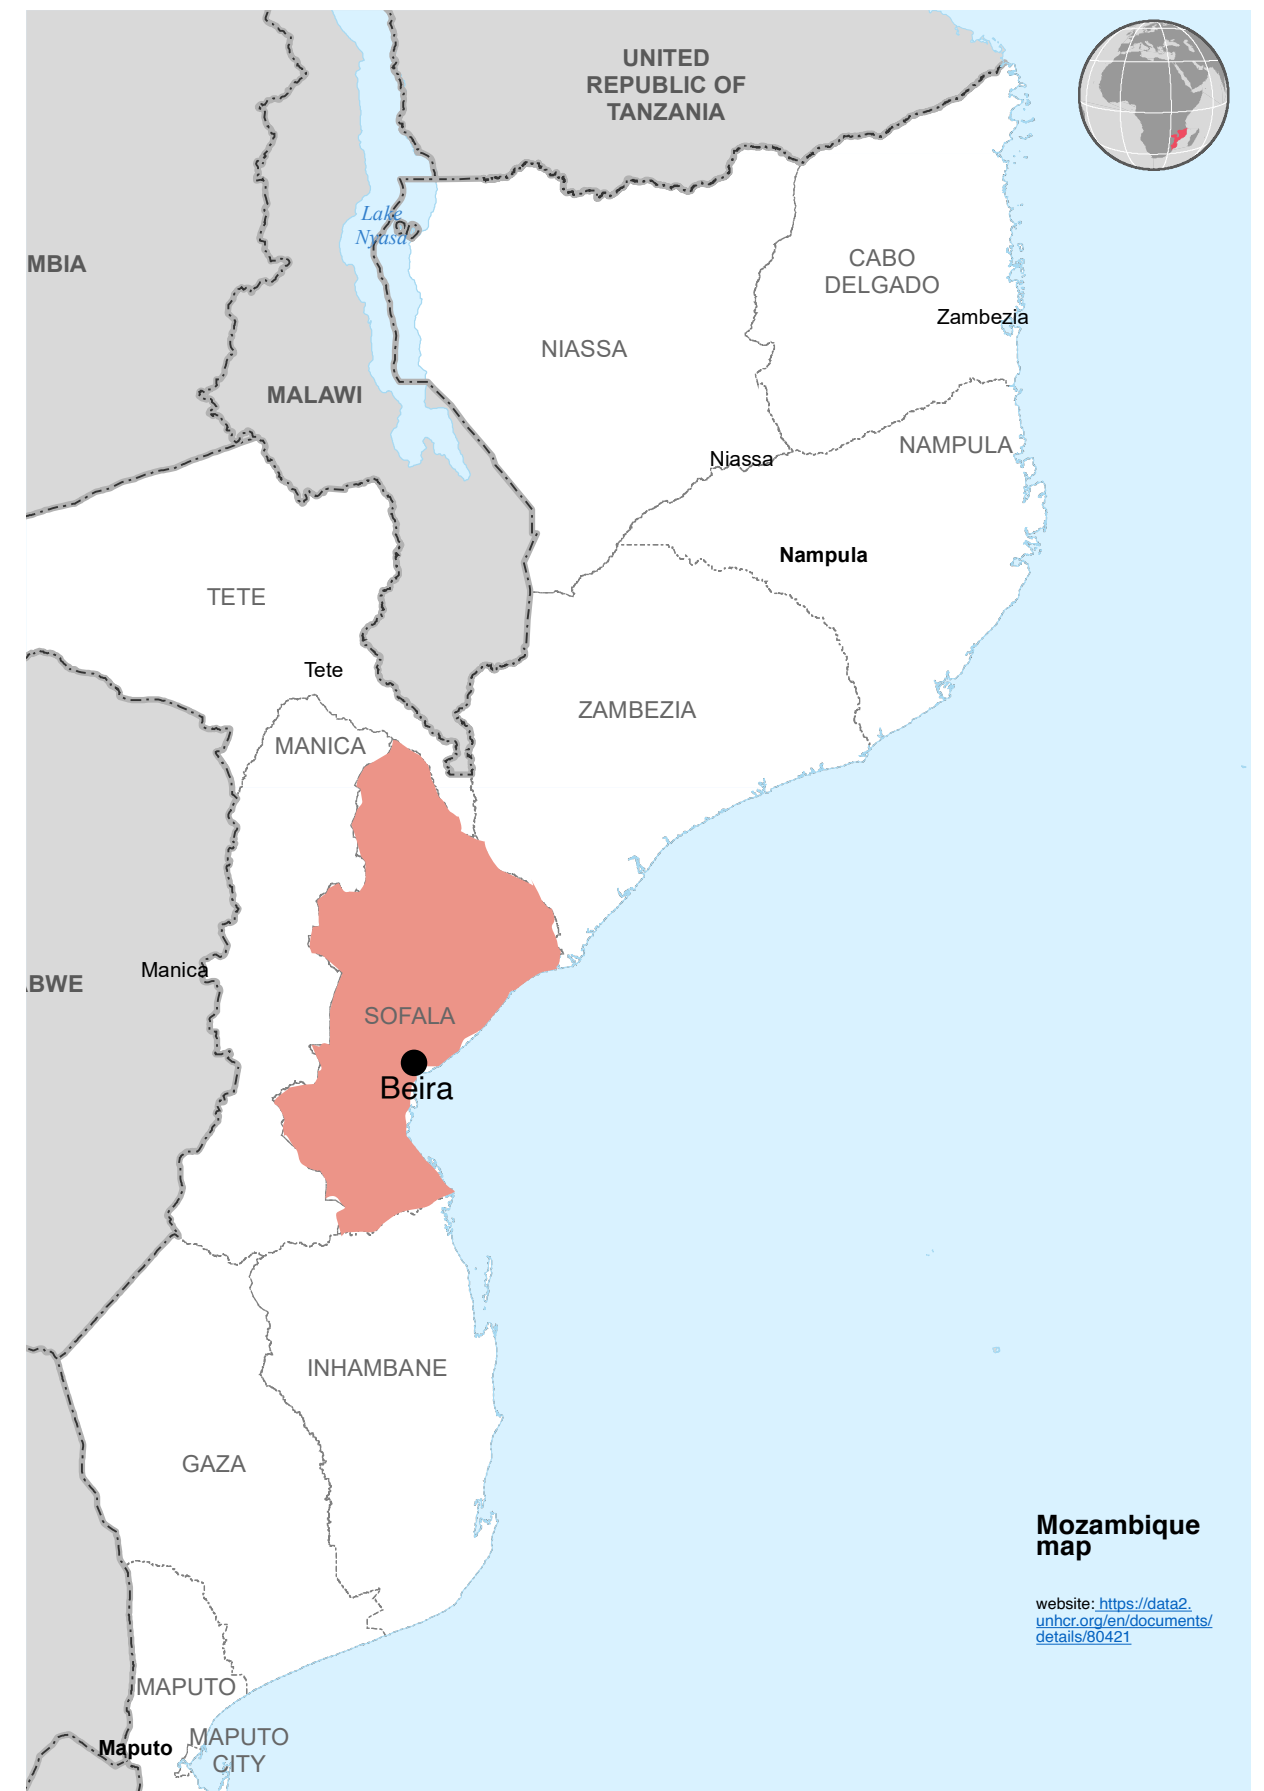 UNITED
REPUBLIC OF
TANZANIA
Lake
Nyasa
MBIA
CABO
DELGADO
Zambezia
NIASSA
MALAWI
NAMPULA
Niassa
Nampula
TETE
Tete
ZAMBEZIA
MANICA
Manica
ABWE
SOFALA
Beira
INHAMBANE
GAZA
Mozambique
map
website: https://data2.
unhcr.org/en/documents/
details/80421
MAPUTO
MAPUTO
CITY
Maputo